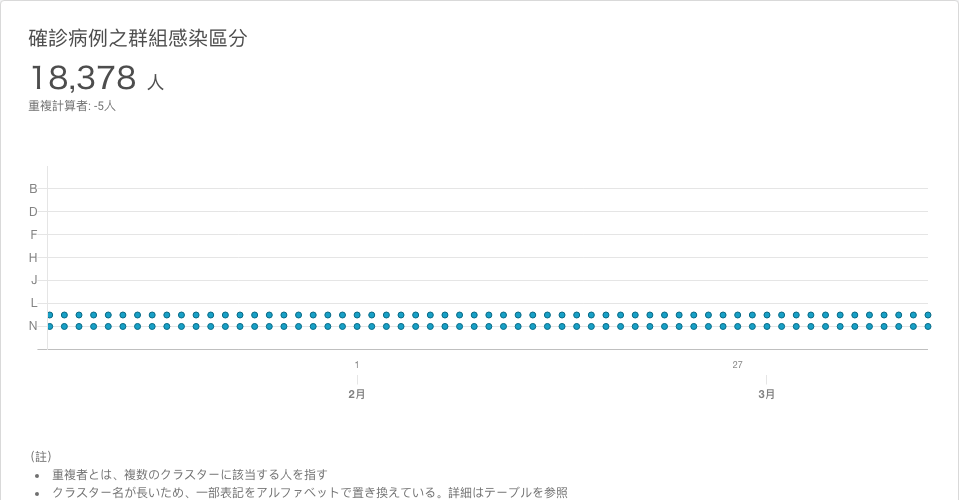 確診病例之群組感染區分
18,378 人
重複計算者: -5人
B
D
F
H
J
L
N
1
27
2月
3月
(註)
• 重複者とは、複数のクラスターに該当する人を指す
• クラスター名が長いため、一部表記をアルファベットで置き換えている。詳細はテーブルを参照